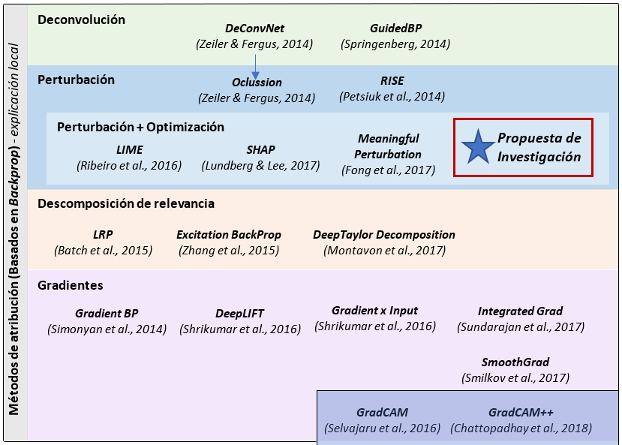 Métodos de atribución (Basados en Backprop) - explicación local
Deconvolución
DeConvNet
(Zeiler & Fergus, 2014)
GuidedBP
(Springenberg, 2014)
Perturbación
Oclussion
(Zeiler & Fergus, 2014)
RISE
(Petsiuk et al., 2014)
Perturbación + Optimización
LIME
(Ribeiro et al., 2016)
SHAP
(Lundberg & Lee, 2017)
Meaningful
Perturbation
(Fong et al., 2017)
Propuesta de
Investigación
Descomposición de relevancia
LRP
(Batch et al., 2015)
Excitation BackProp
(Zhang et al., 2015)
DeepTaylor Decomposition
(Montavon et al., 2017)
Gradientes
Gradient BP
(Simonyan et al., 2014)
DeepLIFT
(Shrikumar et al., 2016)
Gradient x Input
(Shrikumar et al., 2016)
Integrated Grad
(Sundarajan et al., 2017)
SmoothGrad
(Smilkov et al., 2017)
GradCAM
(Selvajaru et al., 2016)
GradCAM++
(Chattopadhay et al., 2018)